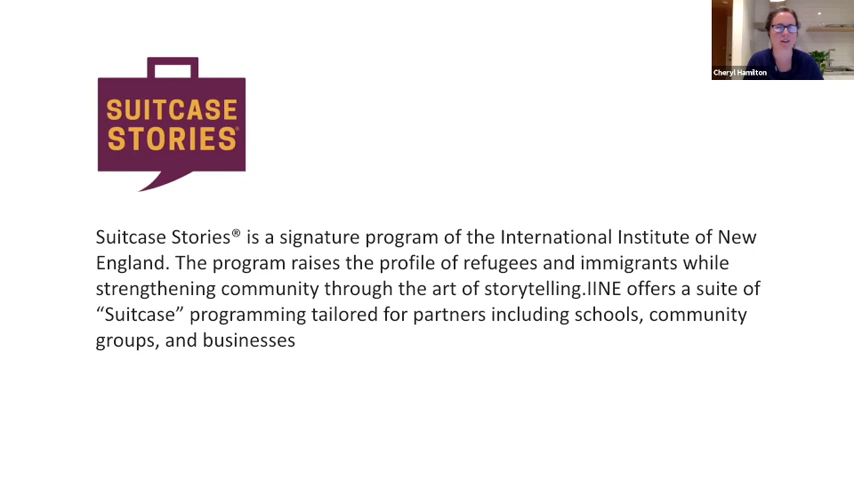 Cheryl Hamilton
SUITCASE
STORIES®
Suitcase Stories® is a signature program of the International Institute of New
England. The program raises the profile of refugees and immigrants while
strengthening community through the art of storytelling.IINE offers a suite of
“Suitcase” programming tailored for partners including schools, community
groups, and businesses